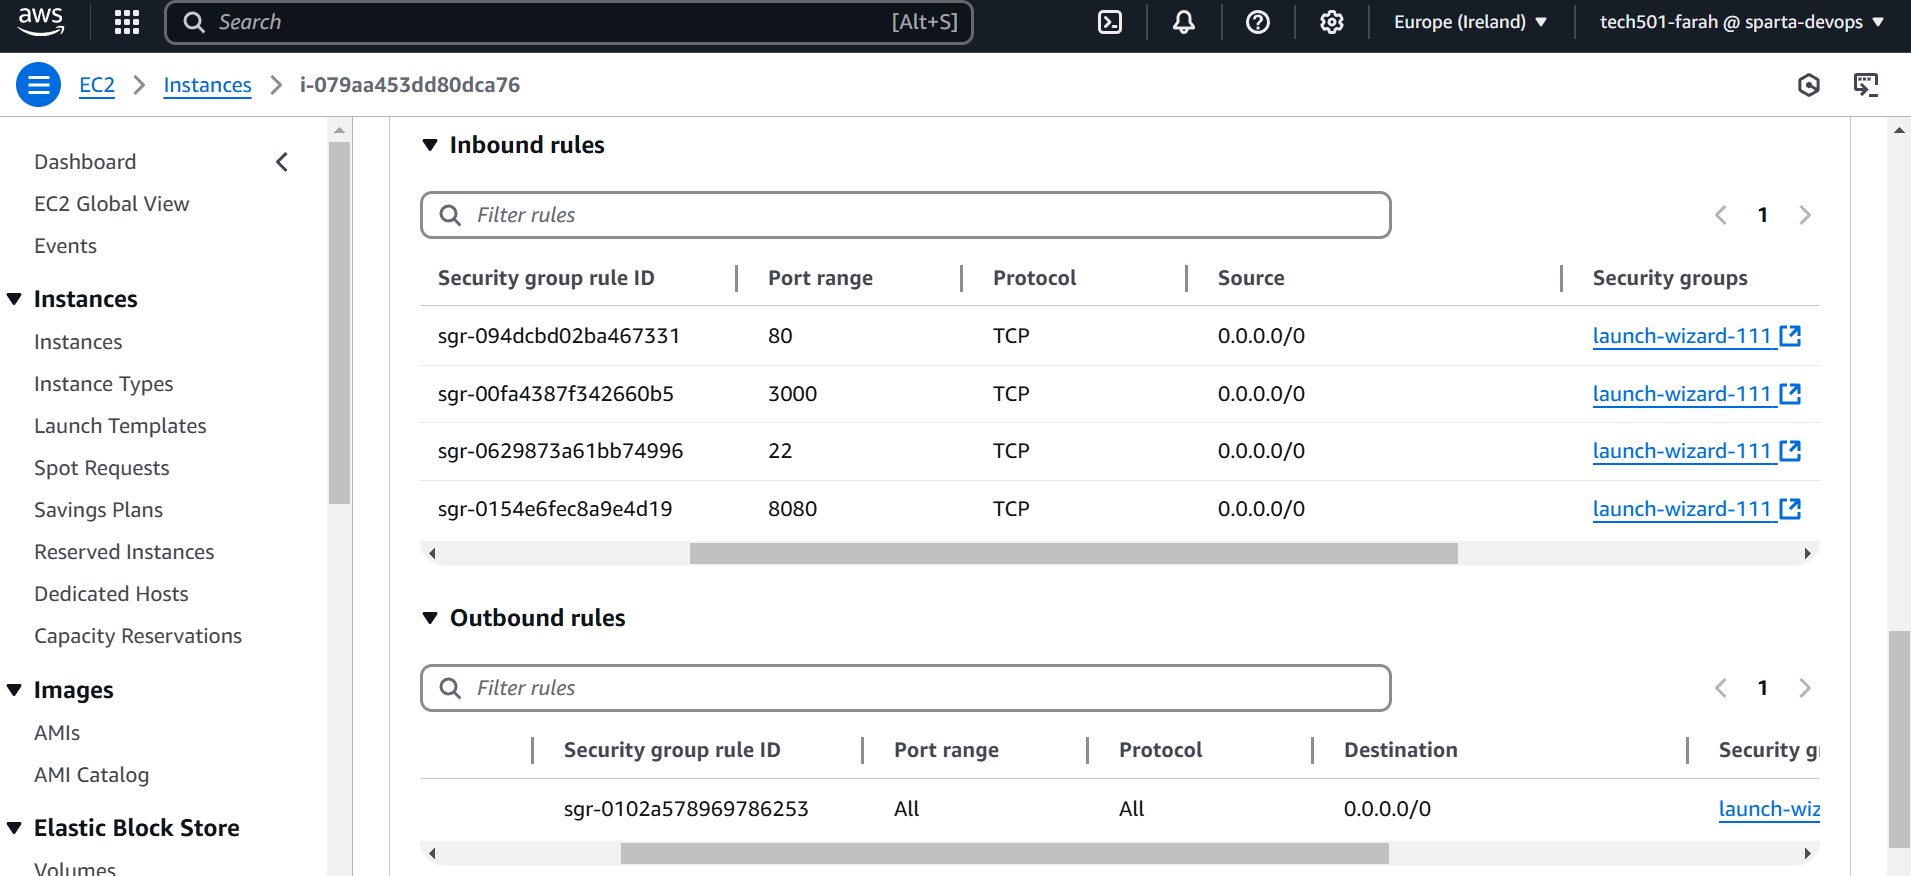 aws
Search [Alt+S] Europe (Ireland) tech501-farah @ sparta-devops
EC2 Instances i-079aa453dd80dca76
Dashboard
EC2 Global View
Events
Instances
Instances
Instance Types
Launch Templates
Spot Requests
Savings Plans
Reserved Instances
Dedicated Hosts
Capacity Reservations
Images
AMIs
AMI Catalog
Elastic Block Store
Volumes
Inbound rules
Filter rules 1
Security group rule ID Port range Protocol Source Security groups
sgr-094dcbd02ba467331 80 TCP 0.0.0.0/0 launch-wizard-111
sgr-00fa4387f342660b5 3000 TCP 0.0.0.0/0 launch-wizard-111
sgr-0629873a61bb74996 22 TCP 0.0.0.0/0 launch-wizard-111
sgr-0154e6fec8a9e4d19 8080 TCP 0.0.0.0/0 launch-wizard-111
Outbound rules
Filter rules 1
Security group rule ID Port range Protocol Destination Security g
sgr-0102a578969786253 All All 0.0.0.0/0 launch-wiz